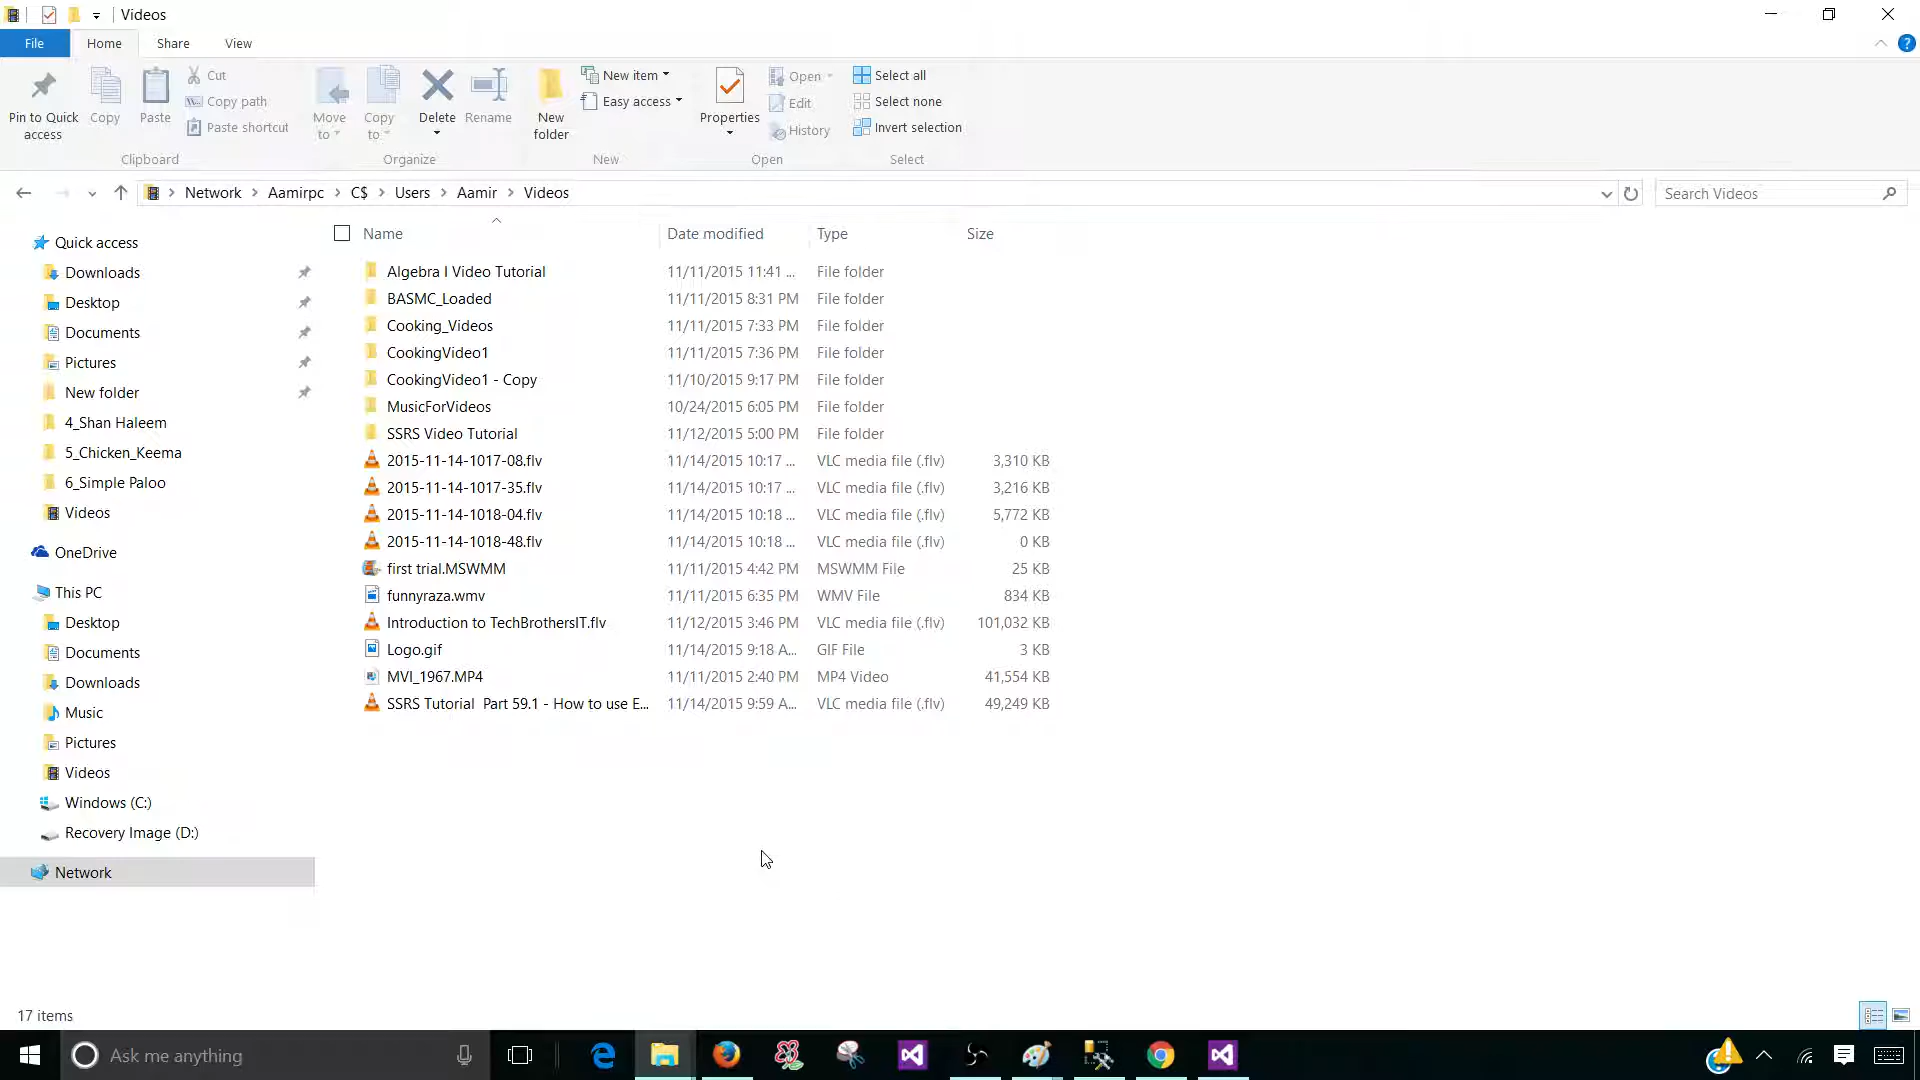 Videos
File Home Share View
Pin to Quick access
Copy
Paste
Cut
Copy path
Paste shortcut
Clipboard
Move to
Copy to
Delete
Rename
Organize
New folder
New item
Easy access
New
Properties
Open
Edit
History
Open
Select all
Select none
Invert selection
Select
Network Aamirpc C$ Users Aamir Videos
Search Videos
Quick access
Downloads
Desktop
Documents
Pictures
New folder
4_Shan Haleem
5_Chicken_Keema
6_Simple Paloo
Videos
OneDrive
This PC
Desktop
Documents
Downloads
Music
Pictures
Videos
Windows (C:)
Recovery Image (D:)
Network
Name Date modified Type Size
Algebra I Video Tutorial 11/11/2015 11:41 ... File folder
BASMC_Loaded 11/11/2015 8:31 PM File folder
Cooking_Videos 11/11/2015 7:33 PM File folder
CookingVideo1 11/11/2015 7:36 PM File folder
CookingVideo1 - Copy 11/10/2015 9:17 PM File folder
MusicForVideos 10/24/2015 6:05 PM File folder
SSRS Video Tutorial 11/12/2015 5:00 PM File folder
2015-11-14-1017-08.flv 11/14/2015 10:17 ... VLC media file (.flv) 3,310 KB
2015-11-14-1017-35.flv 11/14/2015 10:17 ... VLC media file (.flv) 3,216 KB
2015-11-14-1018-04.flv 11/14/2015 10:18 ... VLC media file (.flv) 5,772 KB
2015-11-14-1018-48.flv 11/14/2015 10:18 ... VLC media file (.flv) 0 KB
first trial.MSWMM 11/11/2015 4:42 PM MSWMM File 25 KB
funnyraza.wmv 11/11/2015 6:35 PM WMV File 834 KB
Introduction to TechBrothersIT.flv 11/12/2015 3:46 PM VLC media file (.flv) 101,032 KB
Logo.gif 11/14/2015 9:18 A... GIF File 3 KB
MVI_1967.MP4 11/11/2015 2:40 PM MP4 Video 41,554 KB
SSRS Tutorial Part 59.1 - How to use E... 11/14/2015 9:59 A... VLC media file (.flv) 49,249 KB
17 items
Ask me anything